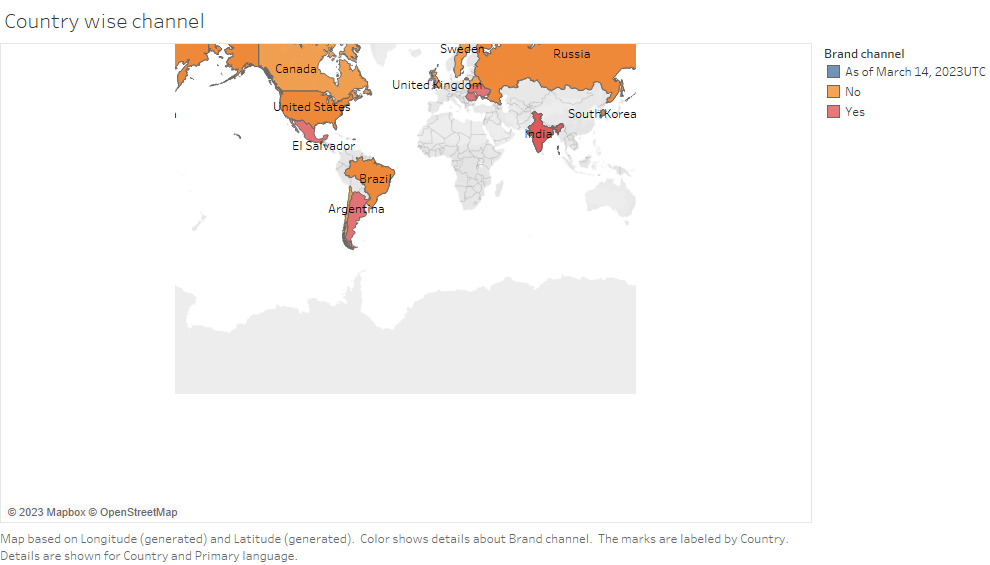 Country wise channel
Brand channel
As of March 14, 2023UTC
No
Yes
Sweden
Russia
Canada
United Kingdom
United States
South Korea
India
El Salvador
Brazil
Argentina
© 2023 Mapbox © OpenStreetMap
Map based on Longitude (generated) and Latitude (generated). Color shows details about Brand channel. The marks are labeled by Country.
Details are shown for Country and Primary language.